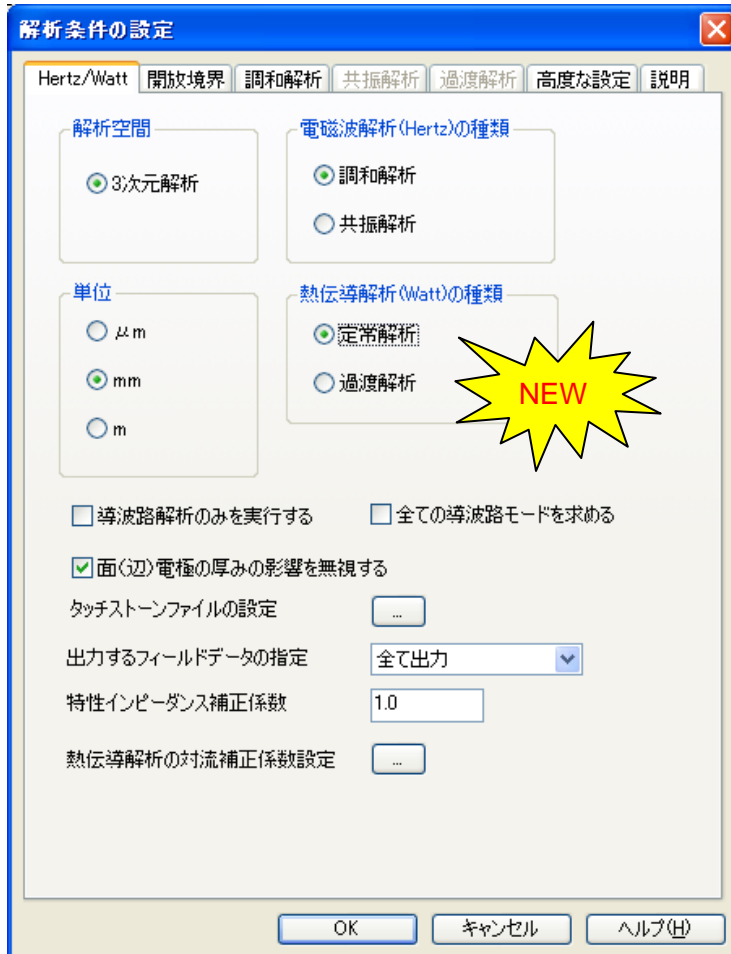 解析条件の設定
Hertz/Watt 開放境界 調和解析 共振解析 過渡解析 高度な設定 説明
解析空間
3次元解析
電磁波解析(Hertz)の種類
調和解析
共振解析
単位
μm
mm
m
熱伝導解析(Watt)の種類
定常解析
過渡解析
NEW
導波路解析のみを実行する
全ての導波路モードを求める
面(辺)電極の厚みの影響を無視する
タッチストーンファイルの設定 ...
出力するフィールドデータの指定 全て出力
特性インピーダンス補正係数 1.0
熱伝導解析の対流補正係数設定 ...
OK キャンセル ヘルプ(H)